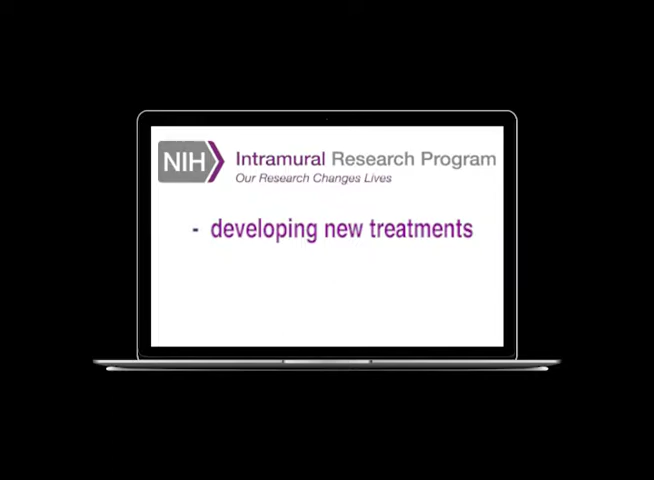 NIH Intramural Research Program
Our Research Changes Lives
- developing new treatments